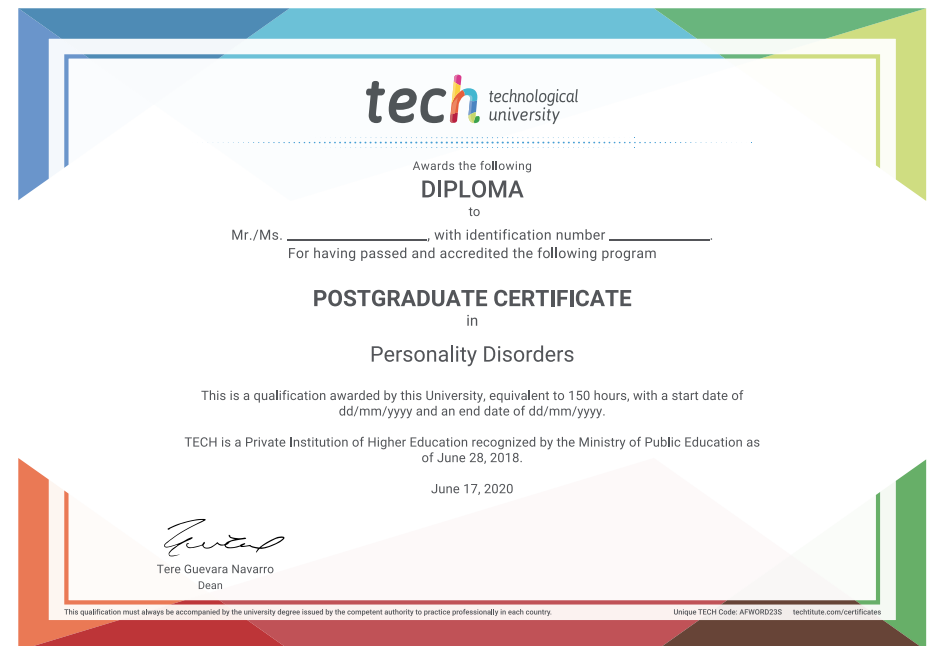 tech technological
university
Awards the following
DIPLOMA
to
Mr./Ms. ____________, with identification number ____________.
For having passed and accredited the following program
POSTGRADUATE CERTIFICATE
in
Personality Disorders
This is a qualification awarded by this University, equivalent to 150 hours, with a start date of
dd/mm/yyyy and an end date of dd/mm/yyyy.
TECH is a Private Institution of Higher Education recognized by the Ministry of Public Education as
of June 28, 2018.
June 17, 2020
Tere Guevara Navarro
Dean
This qualification must always be accompanied by the university degree issued by the competent authority to practice professionally in each country.
Unique TECH Code: AFWORD23S techtitute.com/certificates